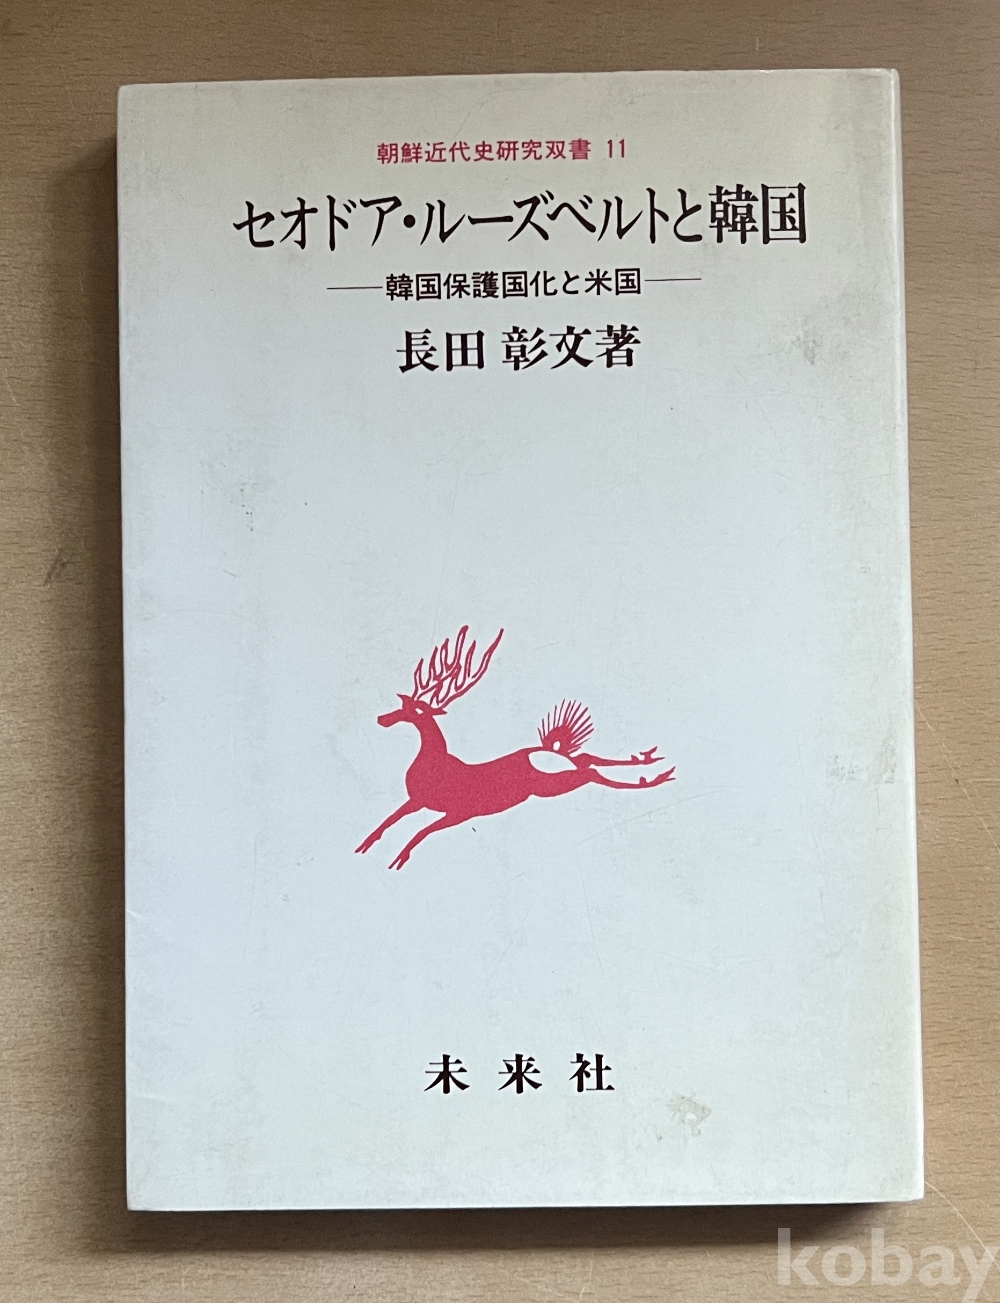 朝鮮近代史研究双書 11
セオドア・ルーズベルトと韓国
——韓国保護国化と米国——
長田 彰文著
未来社
kobay